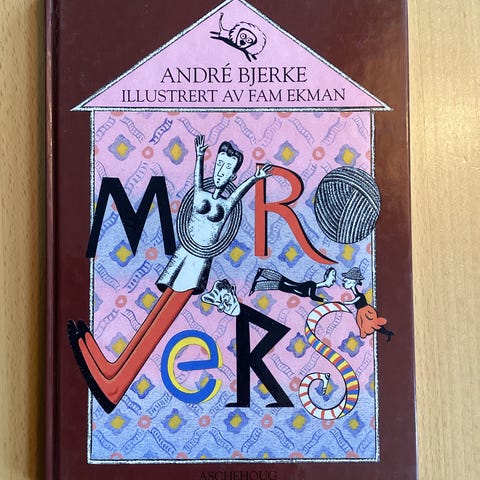 ANDRÉ BJERKE
ILLUSTRERT AV FAM EKMAN
MORO
VeRS
ASCHEHOUG